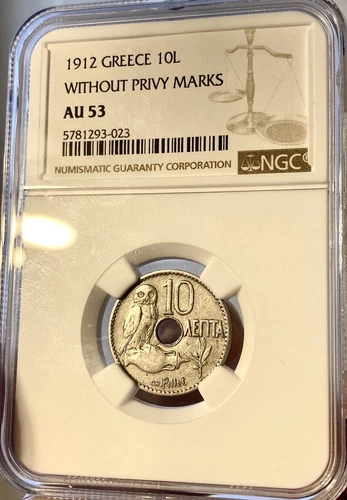 1912 GREECE 10L
WITHOUT PRIVY MARKS
AU 53
5781293-023
NUMISMATIC GUARANTY CORPORATION
NGC
10
ΛΕΠΤΑ